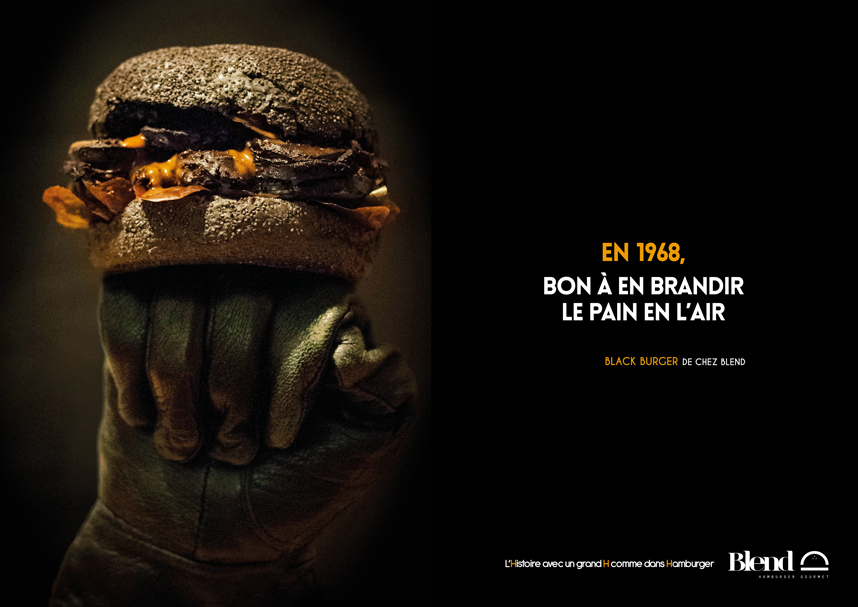 EN 1968,
BON À EN BRANDIR
LE PAIN EN L'AIR
BLACK BURGER DE CHEZ BLEND
L'Histoire avec un grand H comme dans Hamburger
Blend
HAMBURGER GOURMET